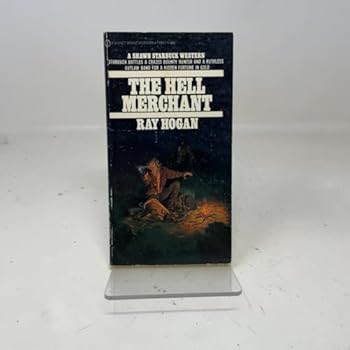 A SHAWN STARBUCK WESTERN
STARBUCK BATTLES A CRAZED BOUNTY HUNTER AND A RUTHLESS
OUTLAW BAND FOR A HIDDEN FORTUNE IN GOLD
THE HELL
MERCHANT
RAY HOGAN